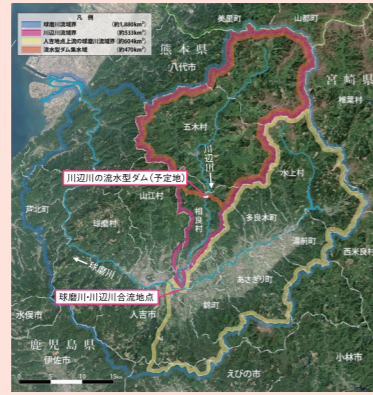 凡例
球磨川流域界（約1,880km²）
川辺川流域界（約533km²）
人吉地点上流の球磨川流域界（約604km²）
流水型ダム集水域（約470km²）
美里町
山都町
熊本県
八代市
宮崎県
椎葉村
五木村
川辺川
水上村
川辺川の流水型ダム（予定地）
山江村
相良村
芦北町
球磨村
多良木町
湯前町
西米良村
あさぎり町
球磨川
球磨川・川辺川合流地点
錦町
水俣市
人吉市
鹿児島県
伊佐市
小林市
えびの市
0 5 10 15km